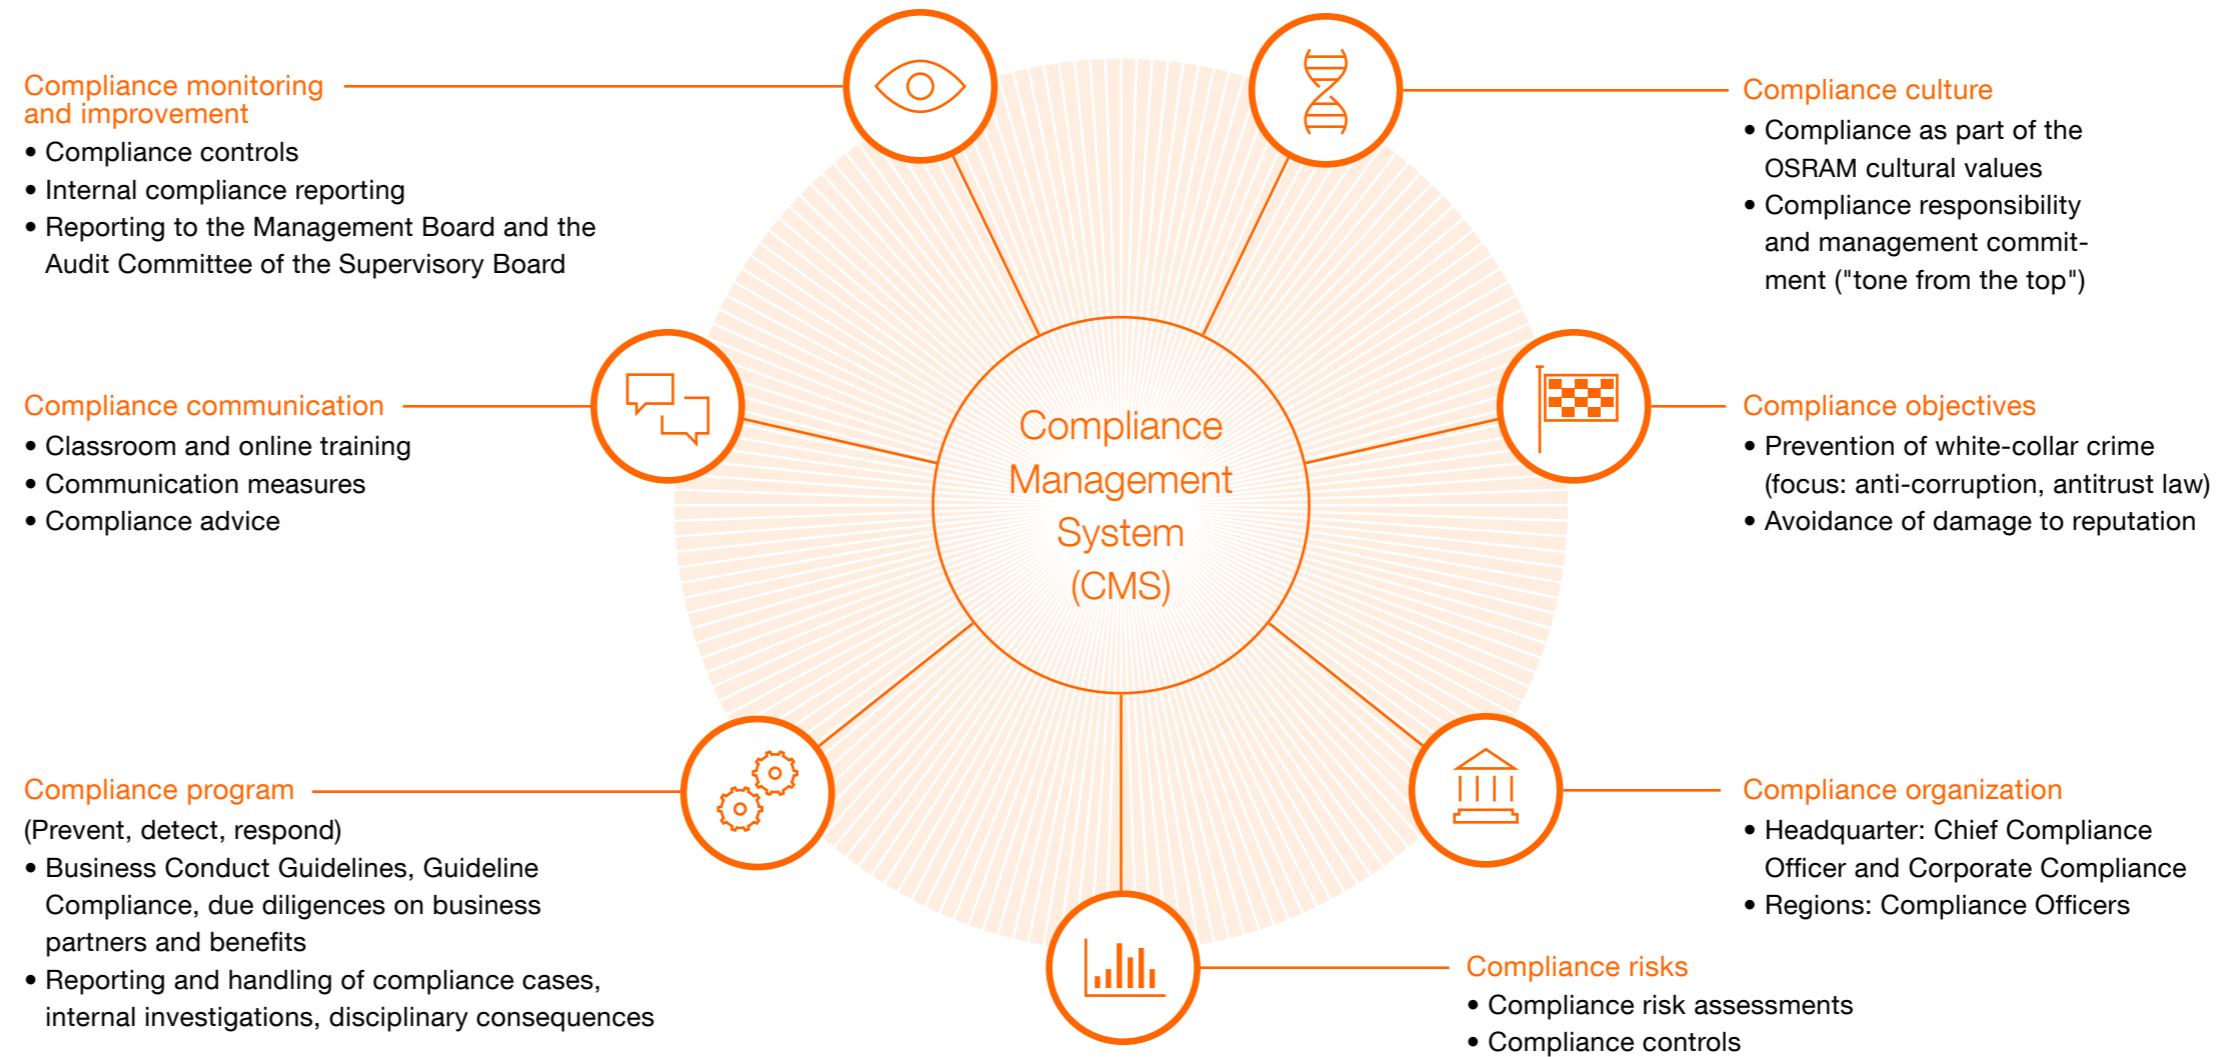 Compliance monitoring
and improvement
• Compliance controls
• Internal compliance reporting
• Reporting to the Management Board and the
Audit Committee of the Supervisory Board
Compliance communication
• Classroom and online training
• Communication measures
• Compliance advice
Compliance program
(Prevent, detect, respond)
• Business Conduct Guidelines, Guideline
Compliance, due diligences on business
partners and benefits
• Reporting and handling of compliance cases,
internal investigations, disciplinary consequences
Compliance
Management
System
(CMS)
Compliance culture
• Compliance as part of the
OSRAM cultural values
• Compliance responsibility
and management commit-
ment ("tone from the top")
Compliance objectives
• Prevention of white-collar crime
(focus: anti-corruption, antitrust law)
• Avoidance of damage to reputation
Compliance organization
• Headquarter: Chief Compliance
Officer and Corporate Compliance
• Regions: Compliance Officers
Compliance risks
• Compliance risk assessments
• Compliance controls